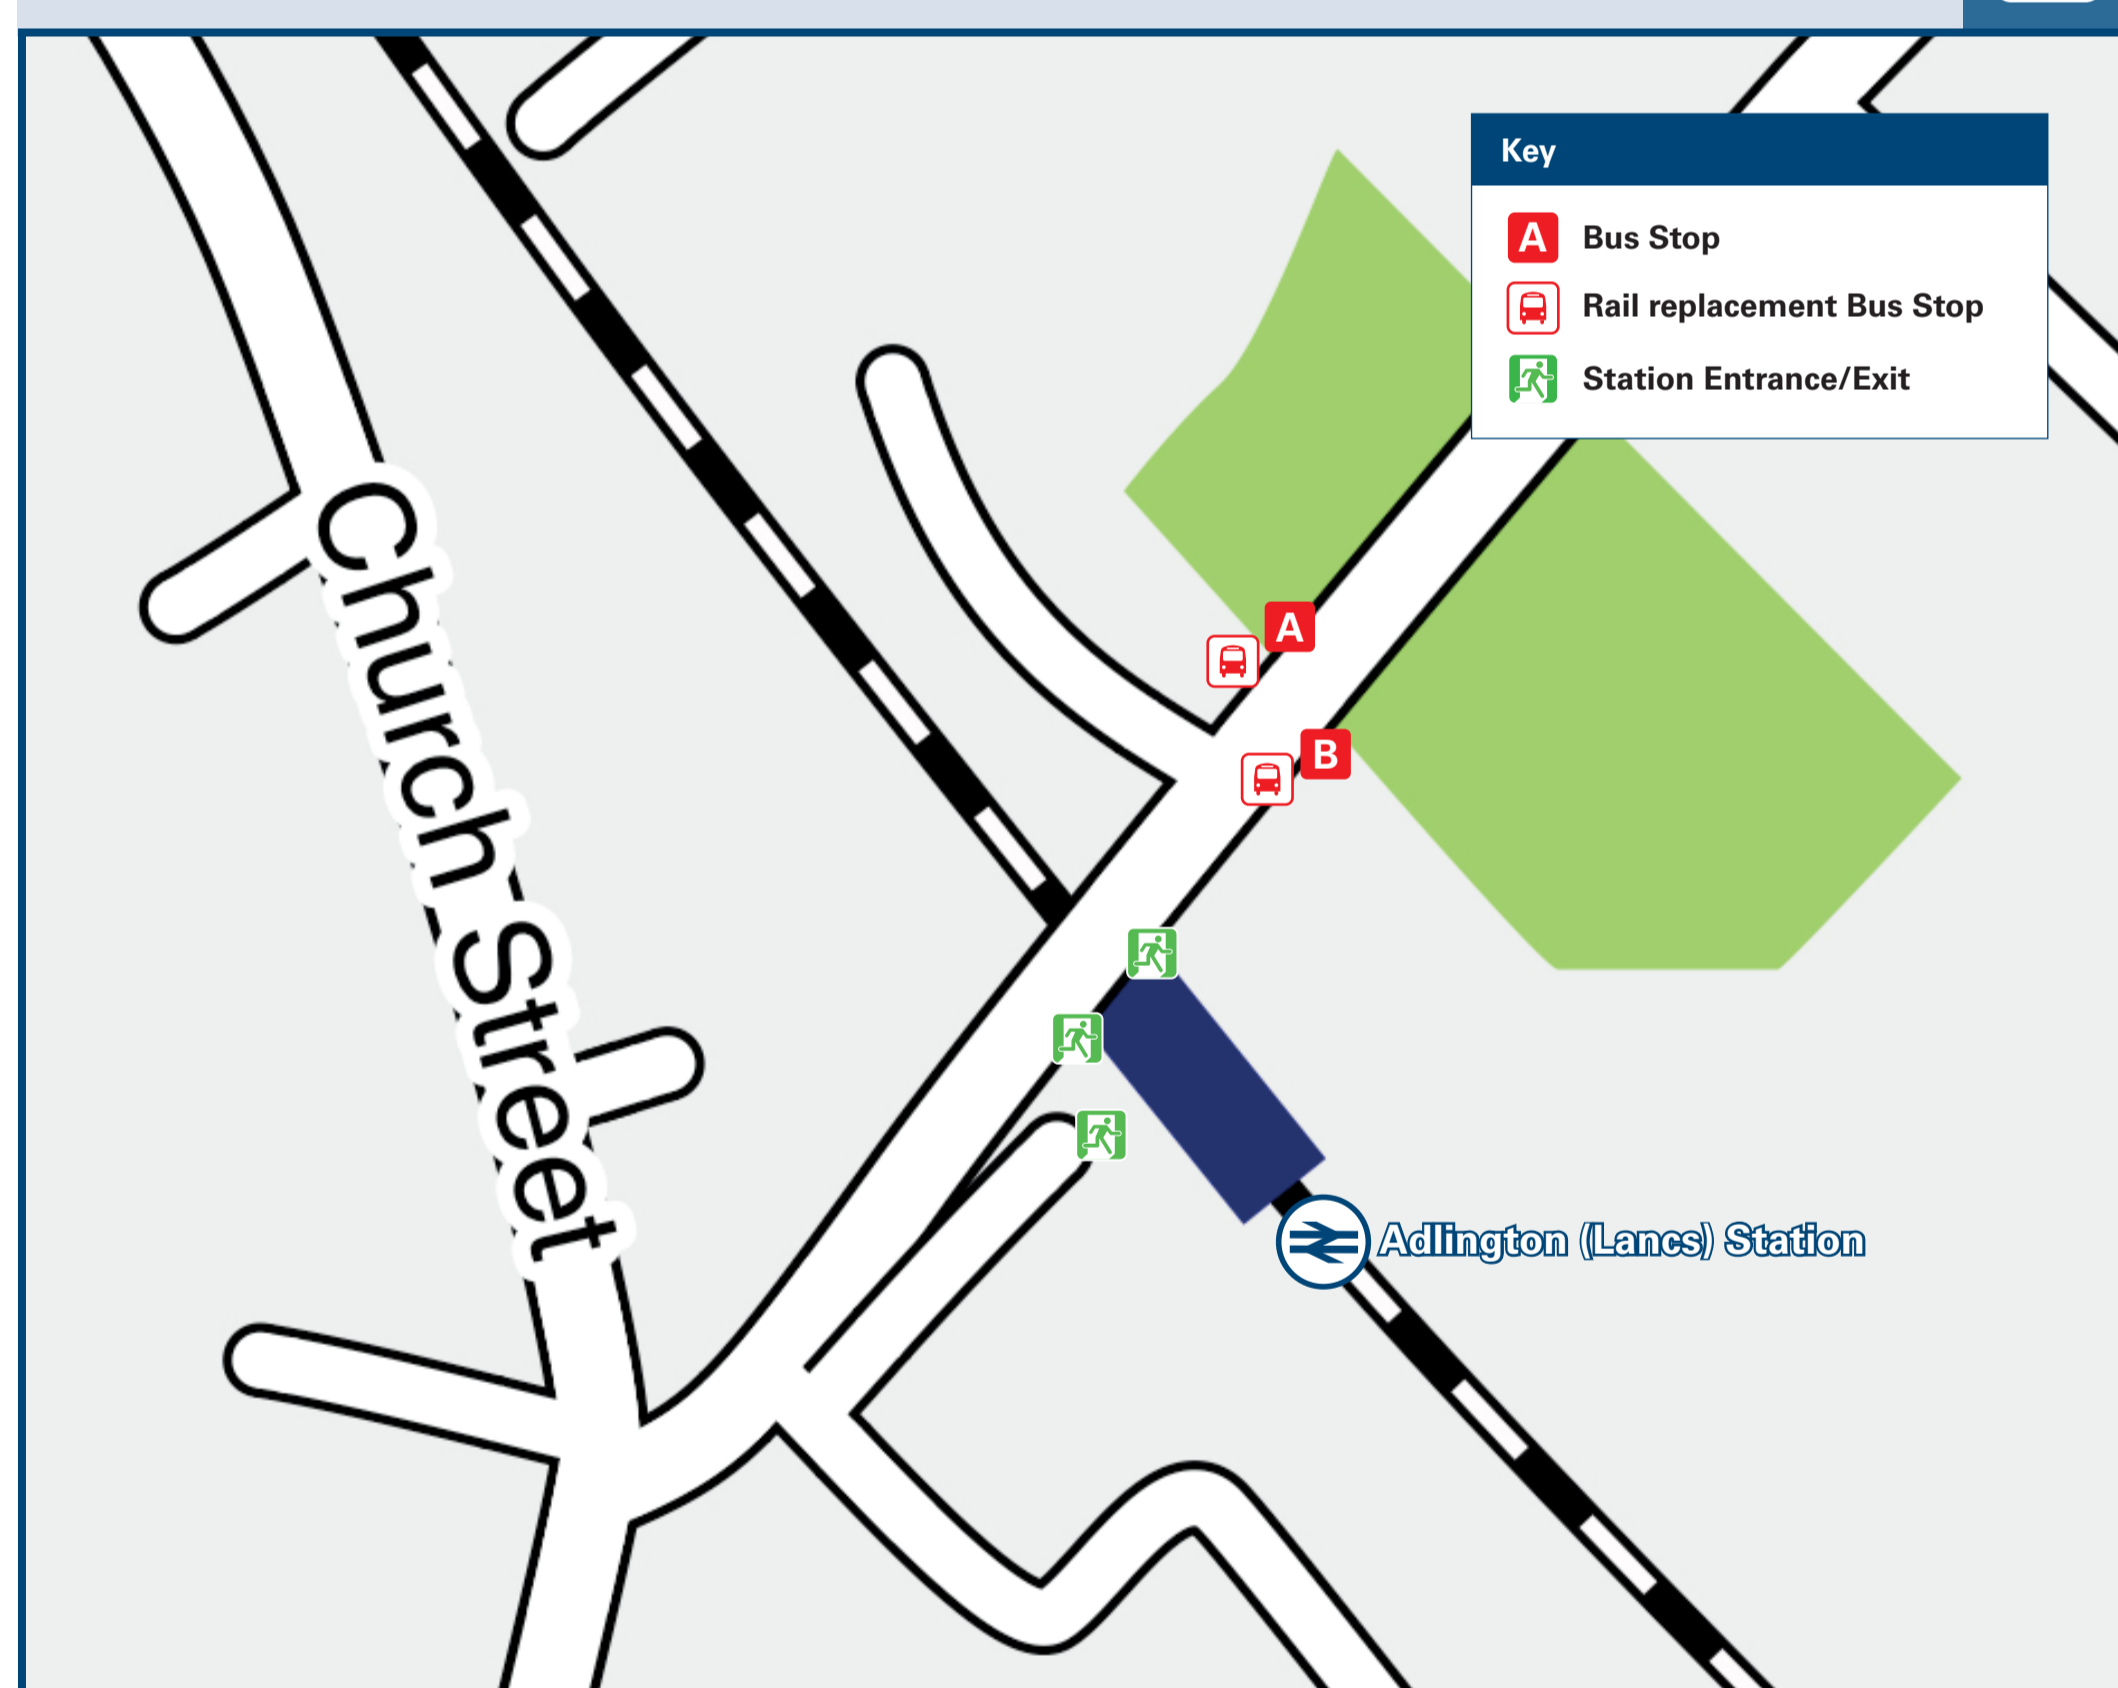 Key
A Bus Stop
Rail replacement Bus Stop
Station Entrance/Exit
Church Street
A
B
Adlington (Lancs) Station